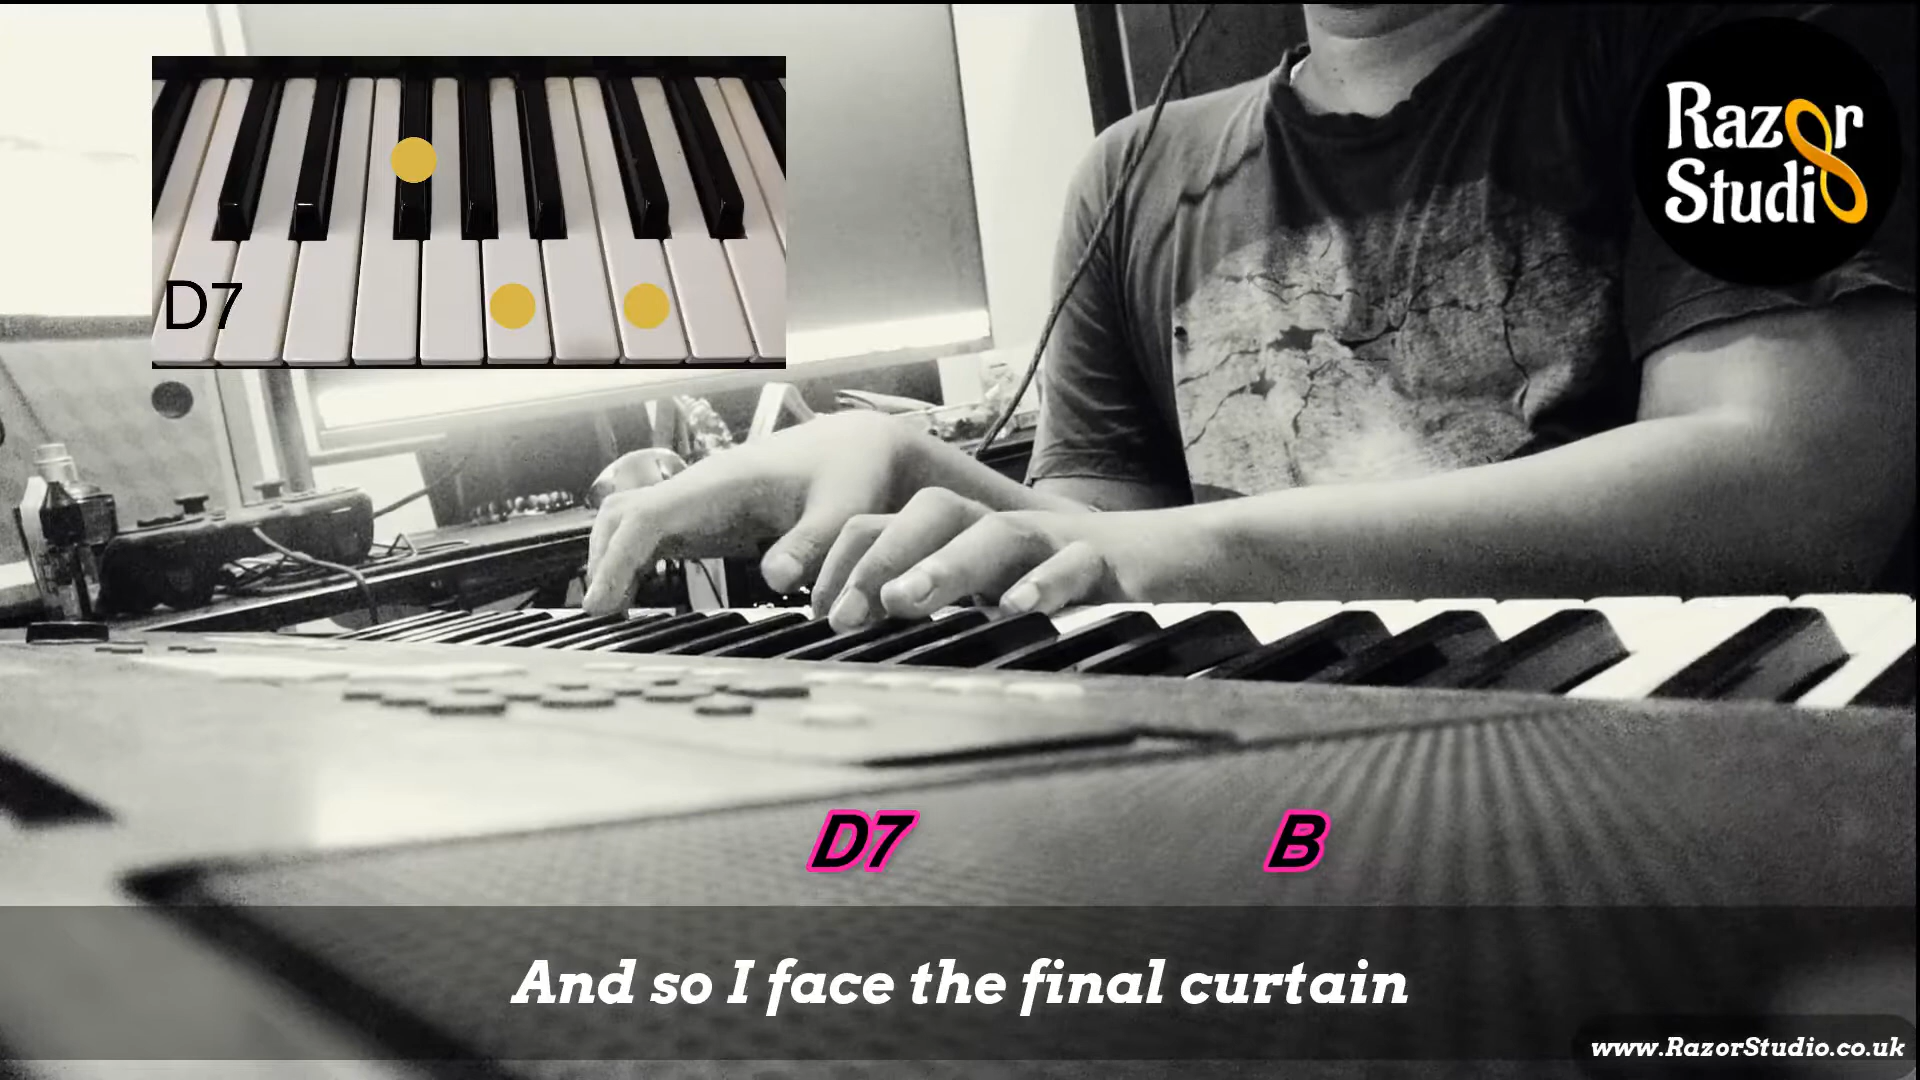 Razor
Studio
D7
D7 B
And so I face the final curtain
www.RazorStudio.co.uk